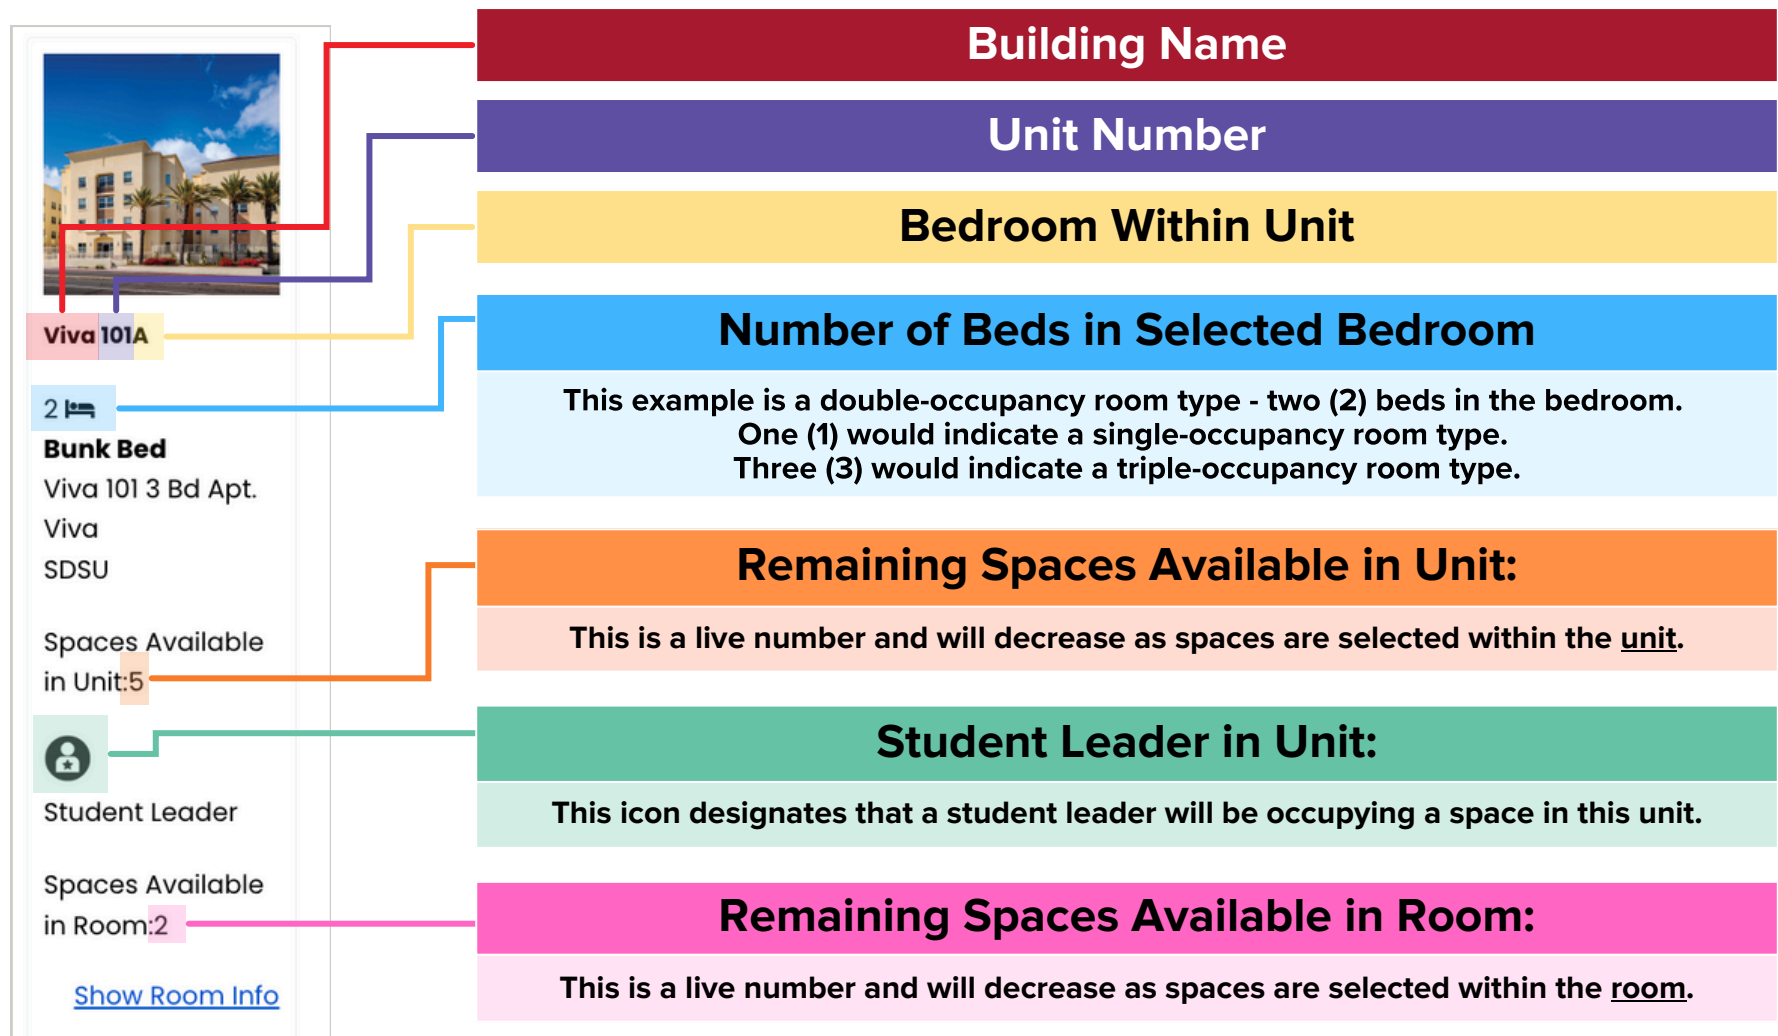 Viva 101A
2
Bunk Bed
Viva 101 3 Bd Apt.
Viva
SDSU
Spaces Available
in Unit:5
Student Leader
Spaces Available
in Room:2
Show Room Info
Building Name
Unit Number
Bedroom Within Unit
Number of Beds in Selected Bedroom
This example is a double-occupancy room type - two (2) beds in the bedroom.
One (1) would indicate a single-occupancy room type.
Three (3) would indicate a triple-occupancy room type.
Remaining Spaces Available in Unit:
This is a live number and will decrease as spaces are selected within the unit.
Student Leader in Unit:
This icon designates that a student leader will be occupying a space in this unit.
Remaining Spaces Available in Room:
This is a live number and will decrease as spaces are selected within the room.